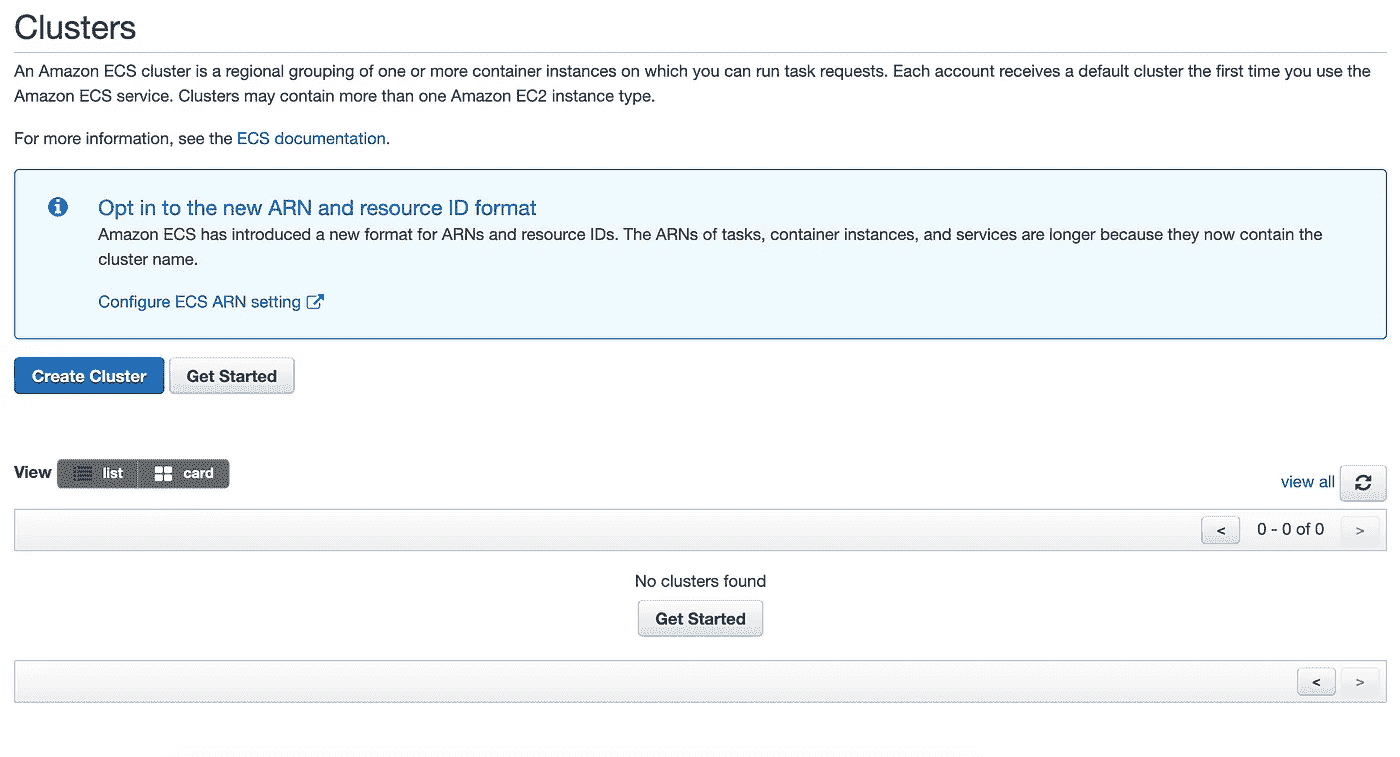 Clusters
An Amazon ECS cluster is a regional grouping of one or more container instances on which you can run task requests. Each account receives a default cluster the first time you use the
Amazon ECS service. Clusters may contain more than one Amazon EC2 instance type.
For more information, see the ECS documentation.
Opt in to the new ARN and resource ID format
Amazon ECS has introduced a new format for ARNs and resource IDs. The ARNs of tasks, container instances, and services are longer because they now contain the
cluster name.
Configure ECS ARN setting
Create Cluster Get Started
View list card
view all
< 0 - 0 of 0 >
No clusters found
Get Started
< >